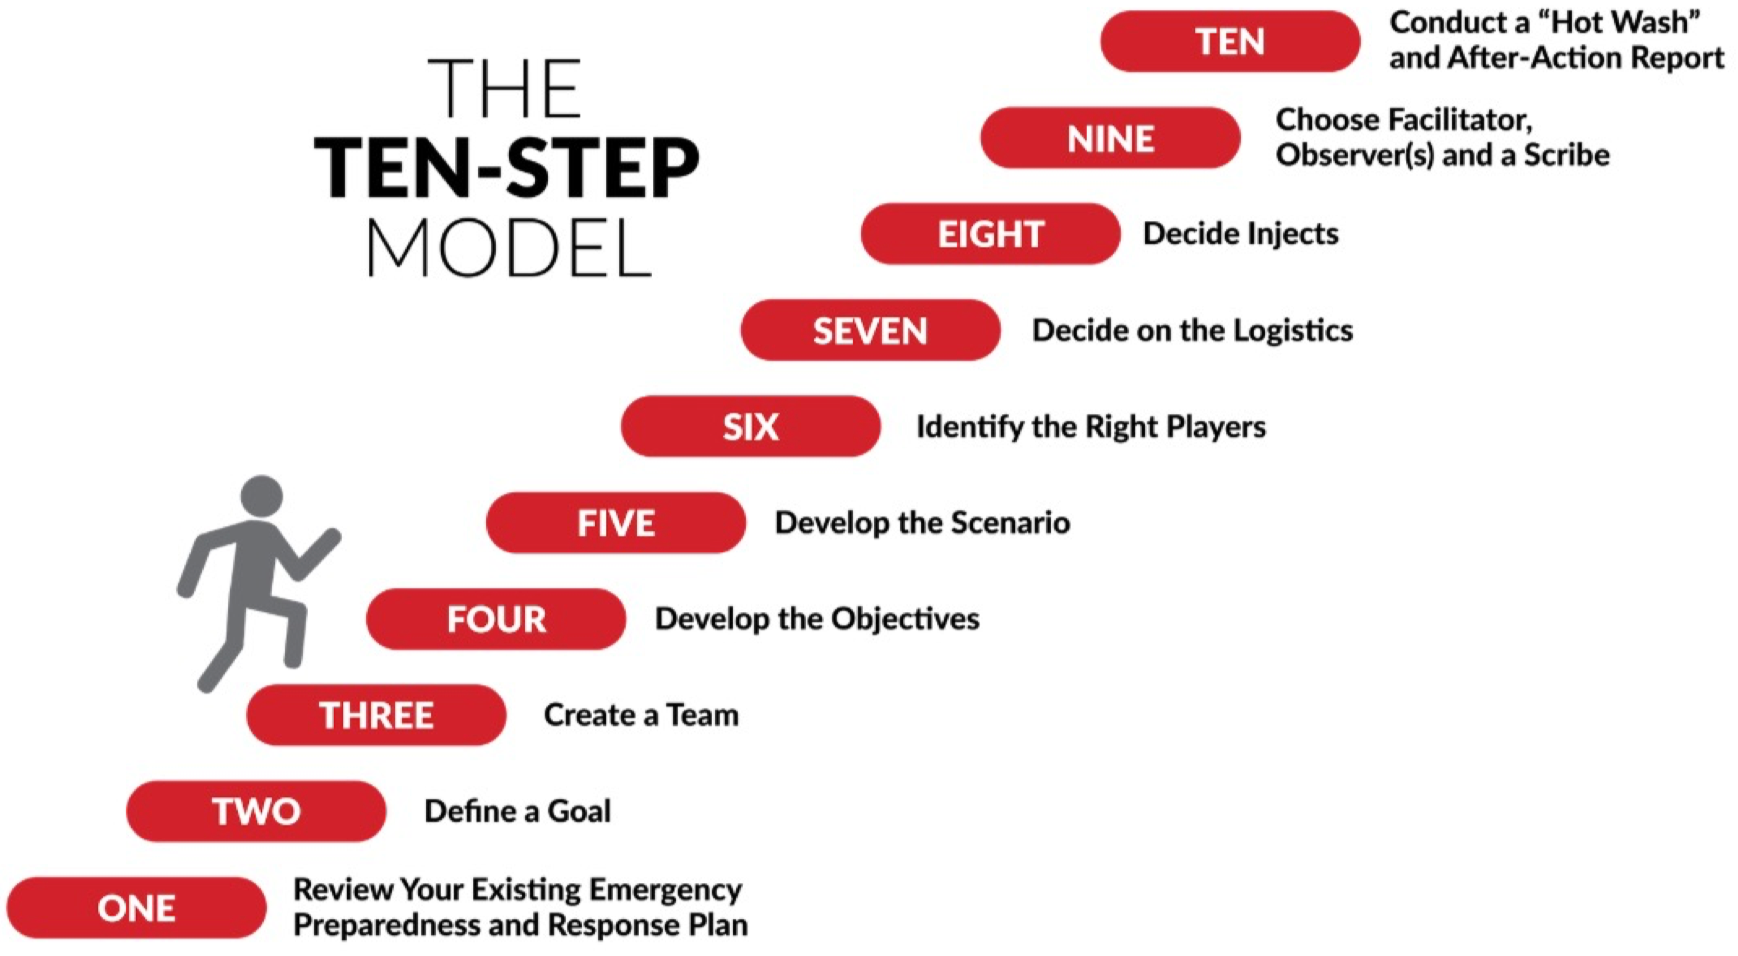 THE
TEN-STEP
MODEL
TEN
Conduct a “Hot Wash”
and After-Action Report
NINE
Choose Facilitator,
Observer(s) and a Scribe
EIGHT
Decide Injects
SEVEN
Decide on the Logistics
SIX
Identify the Right Players
FIVE
Develop the Scenario
FOUR
Develop the Objectives
THREE
Create a Team
TWO
Define a Goal
ONE
Review Your Existing Emergency
Preparedness and Response Plan